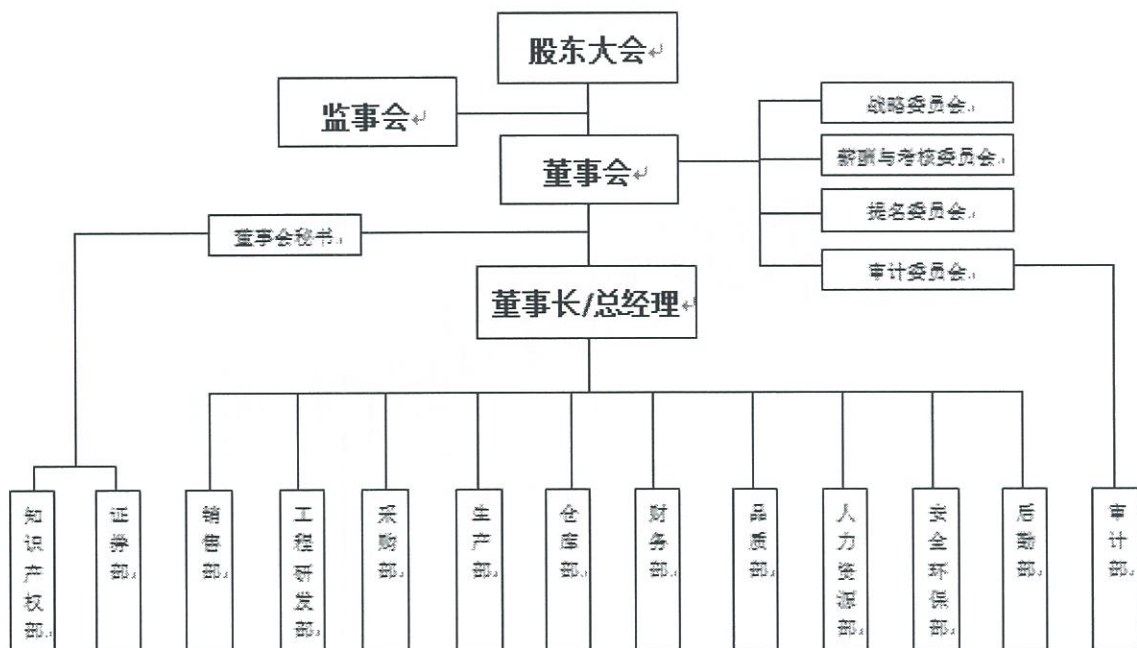 股东大会
监事会
战略委员会
薪酬与考核委员会
董事会
提名委员会
董事会秘书
审计委员会
董事长/总经理
知识产权部
证券部
销售部
工程研发部
采购部
生产部
仓库部
财务部
品质部
人力资源部
安全环保部
后勤部
审计部